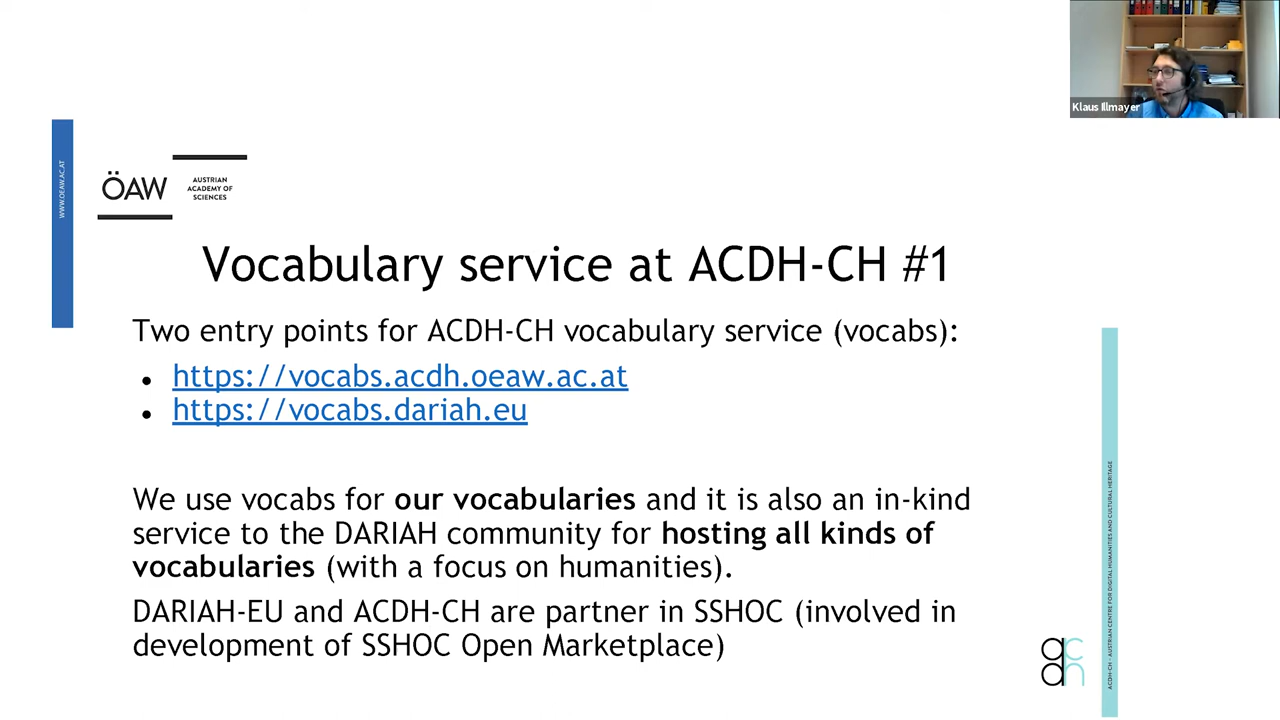 Klaus Illmayer
WWW.OEAW.AC.AT
ÖAW
AUSTRIAN
ACADEMY OF
SCIENCES
Vocabulary service at ACDH-CH #1
Two entry points for ACDH-CH vocabulary service (vocabs):
• https://vocabs.acdh.oeaw.ac.at
• https://vocabs.dariah.eu
We use vocabs for our vocabularies and it is also an in-kind
service to the DARIAH community for hosting all kinds of
vocabularies (with a focus on humanities).
DARIAH-EU and ACDH-CH are partner in SSHOC (involved in
development of SSHOC Open Marketplace)
ac
dh
ACDH-CH - AUSTRIAN CENTRE FOR DIGITAL HUMANITIES AND CULTURAL HERITAGE